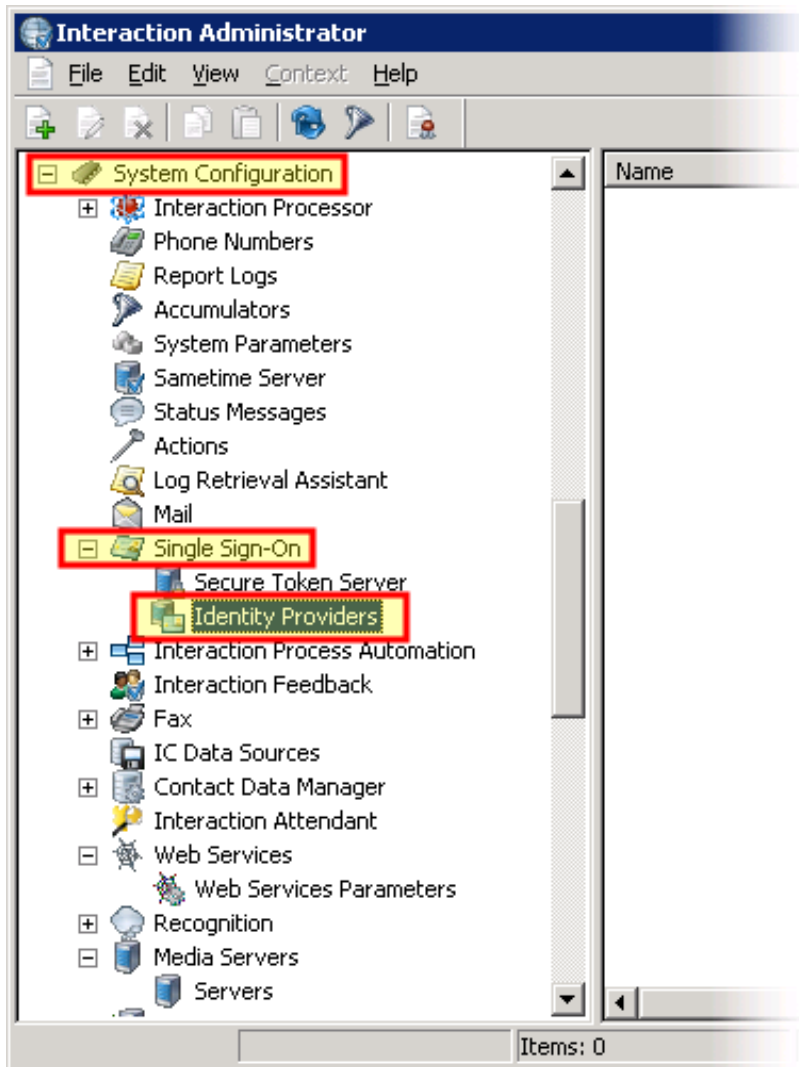 Interaction Administrator
File Edit View Context Help
System Configuration
Name
Interaction Processor
Phone Numbers
Report Logs
Accumulators
System Parameters
Sametime Server
Status Messages
Actions
Log Retrieval Assistant
Mail
Single Sign-On
Secure Token Server
Identity Providers
Interaction Process Automation
Interaction Feedback
Fax
IC Data Sources
Contact Data Manager
Interaction Attendant
Web Services
Web Services Parameters
Recognition
Media Servers
Servers
Items: 0